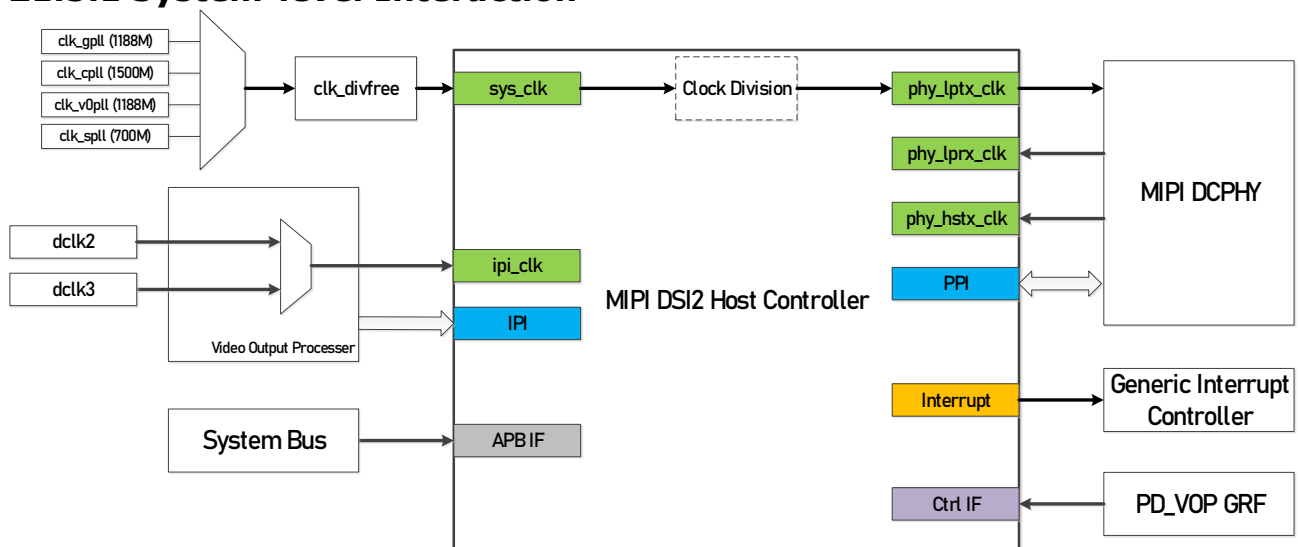 clk_gpll (1188M)
clk_cpll (1500M)
clk_v0pll (1188M)
clk_spll (700M)
clk_divfree
sys_clk
Clock Division
phy_lptx_clk
phy_lprx_clk
phy_hstx_clk
MIPI DCPHY
dclk2
dclk3
ipi_clk
IPI
Video Output Processer
MIPI DSI2 Host Controller
PPI
Interrupt
Generic Interrupt
Controller
System Bus
APB IF
Ctrl IF
PD_VOP GRF